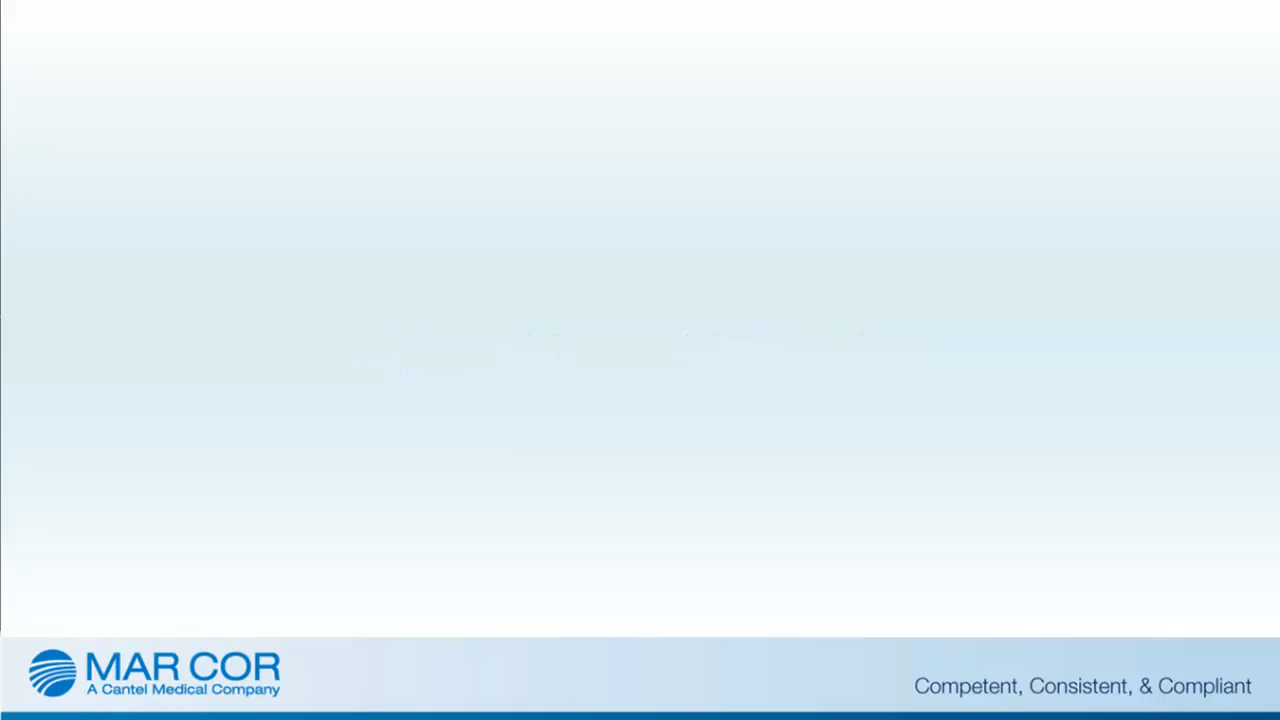 MAR COR
A Cantel Medical Company
Competent, Consistent, & Compliant